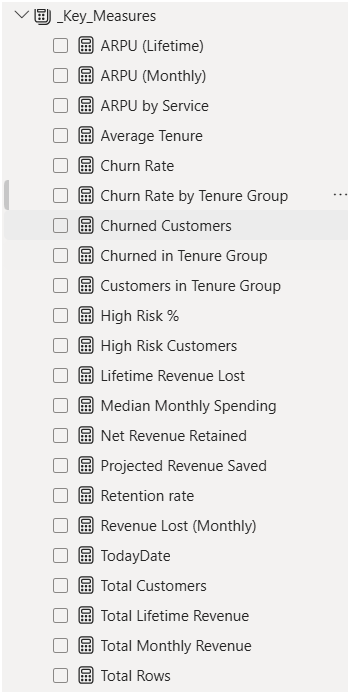 _Key_Measures
ARPU (Lifetime)
ARPU (Monthly)
ARPU by Service
Average Tenure
Churn Rate
Churn Rate by Tenure Group
Churned Customers
Churned in Tenure Group
Customers in Tenure Group
High Risk %
High Risk Customers
Lifetime Revenue Lost
Median Monthly Spending
Net Revenue Retained
Projected Revenue Saved
Retention rate
Revenue Lost (Monthly)
TodayDate
Total Customers
Total Lifetime Revenue
Total Monthly Revenue
Total Rows